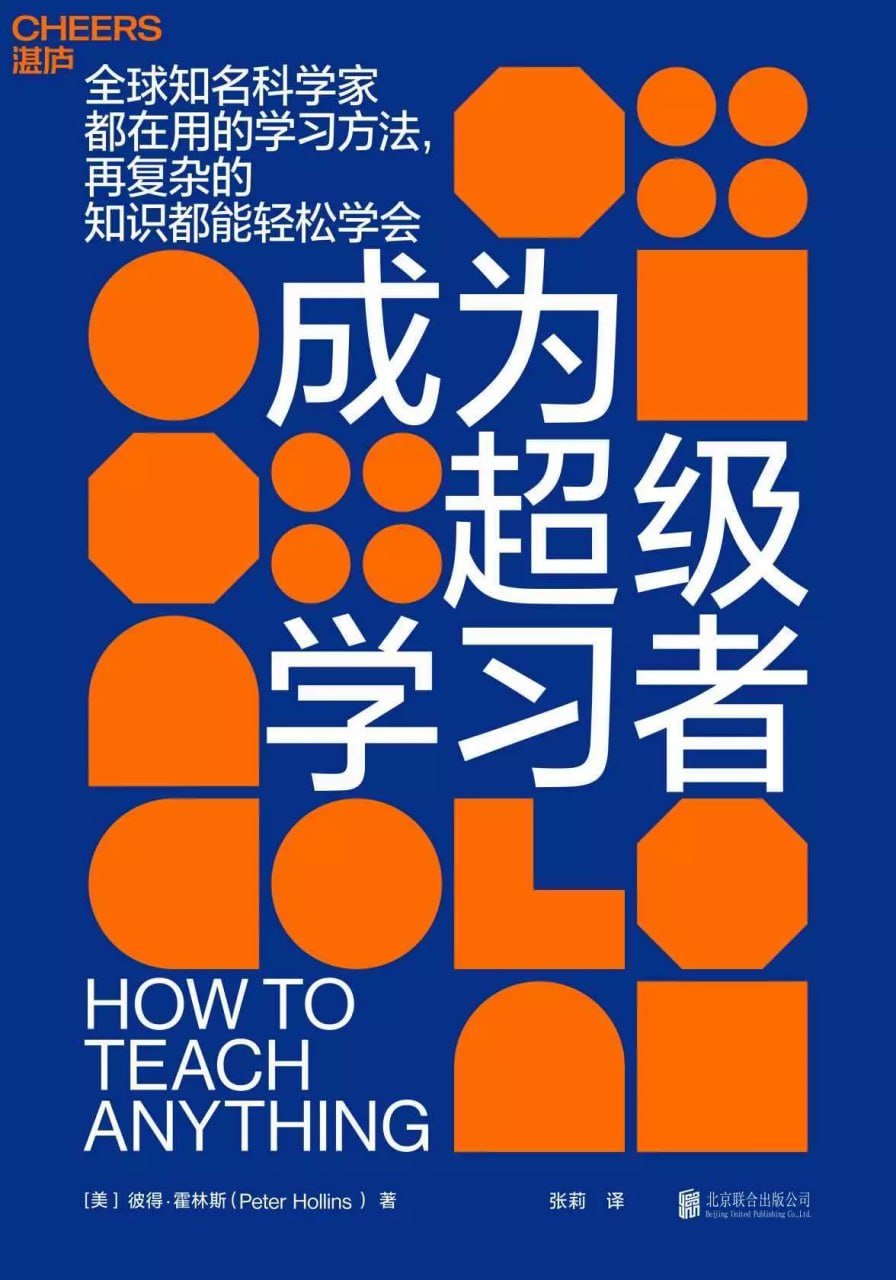 CHEERS
湛庐
全球知名科学家
都在用的学习方法,
再复杂的
知识都能轻松学会
成为
超级
学习者
HOW TO
TEACH
ANYTHING
[美] 彼得·霍林斯(Peter Hollins) 著
张莉 译
北京联合出版公司
Beijing United Publishing Co.,Ltd.